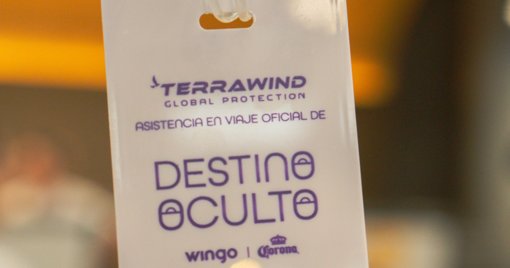 TERRAWIND
GLOBAL PROTECTION
ASISTENCIA EN VIAJE OFICIAL DE
DESTINO
OCULTO
wingo | Corona